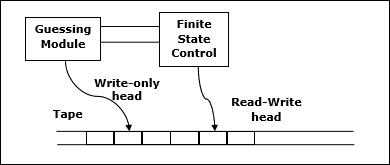 Guessing
Module
Finite
State
Control
Write-only
head
Read-Write
head
Tape